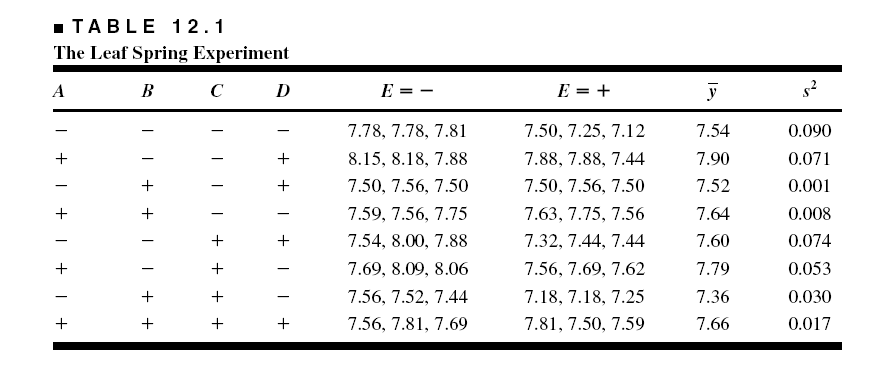 ■ TABLE 12.1
The Leaf Spring Experiment
A B C D E = − E = + y̅ s²
− − − − 7.78, 7.78, 7.81 7.50, 7.25, 7.12 7.54 0.090
+ − − + 8.15, 8.18, 7.88 7.88, 7.88, 7.44 7.90 0.071
− + − + 7.50, 7.56, 7.50 7.50, 7.56, 7.50 7.52 0.001
+ + − − 7.59, 7.56, 7.75 7.63, 7.75, 7.56 7.64 0.008
− − + + 7.54, 8.00, 7.88 7.32, 7.44, 7.44 7.60 0.074
+ − + − 7.69, 8.09, 8.06 7.56, 7.69, 7.62 7.79 0.053
− + + − 7.56, 7.52, 7.44 7.18, 7.18, 7.25 7.36 0.030
+ + + + 7.56, 7.81, 7.69 7.81, 7.50, 7.59 7.66 0.017